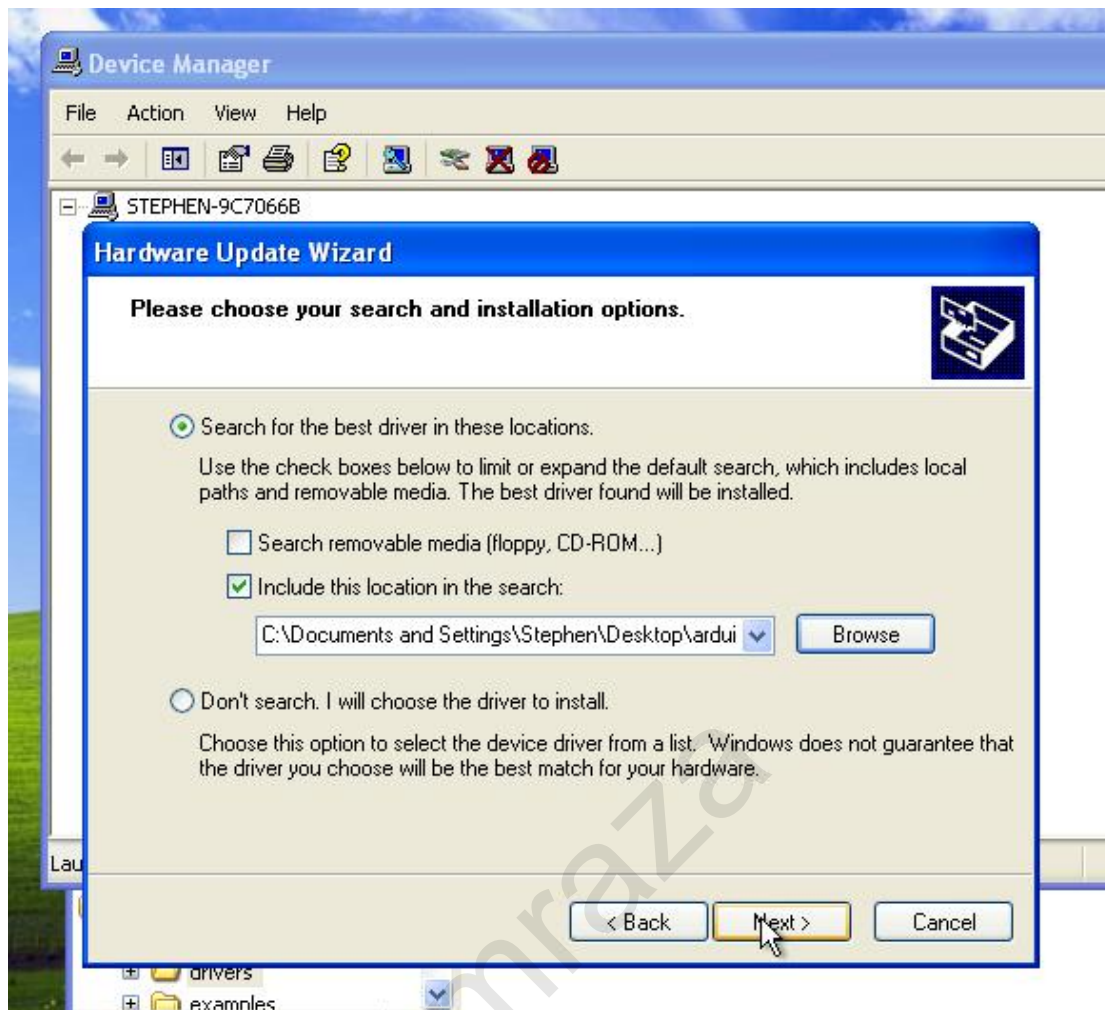 Device Manager
File Action View Help
STEPHEN-9C7066B
Hardware Update Wizard
Please choose your search and installation options.
Search for the best driver in these locations.
Use the check boxes below to limit or expand the default search, which includes local
paths and removable media. The best driver found will be installed.
Search removable media (floppy, CD-ROM...)
Include this location in the search:
C:\Documents and Settings\Stephen\Desktop\ardui
Browse
Don't search. I will choose the driver to install.
Choose this option to select the device driver from a list. Windows does not guarantee that
the driver you choose will be the best match for your hardware.
Lau
< Back Next > Cancel
drivers
examples
mraza